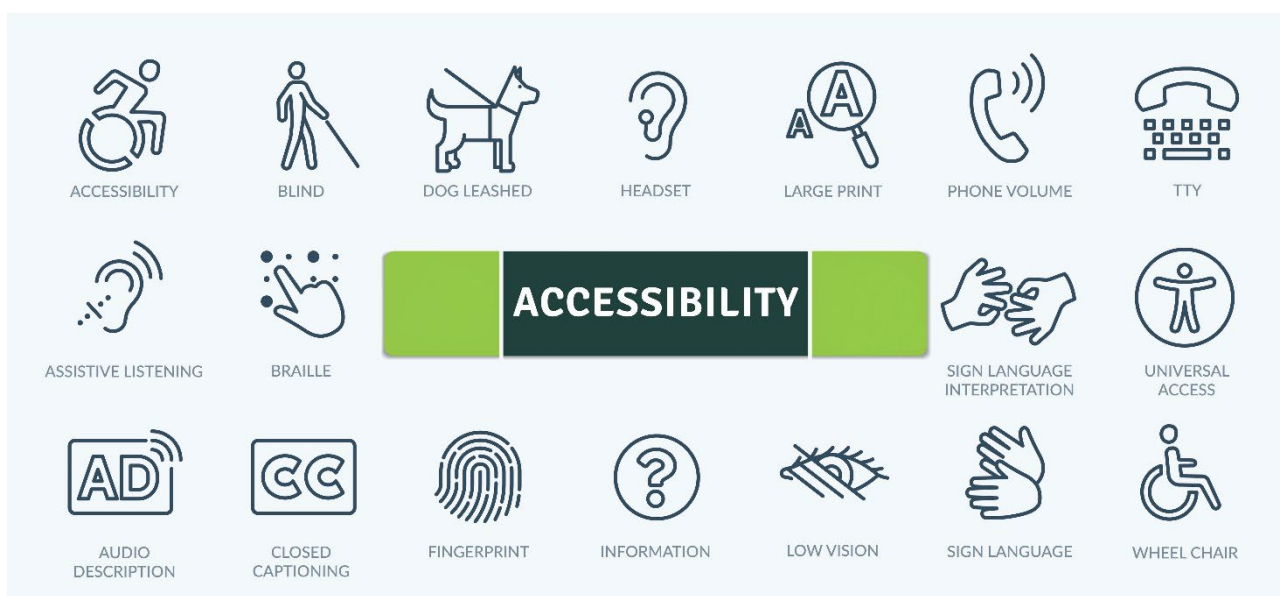 A A
ACCESSIBILITY
BLIND
DOG LEASHED
HEADSET
LARGE PRINT
PHONE VOLUME
TTY
ACCESSIBILITY
ASSISTIVE LISTENING
BRAILLE
SIGN LANGUAGE
INTERPRETATION
UNIVERSAL
ACCESS
AD
CC
?
AUDIO
DESCRIPTION
CLOSED
CAPTIONING
FINGERPRINT
INFORMATION
LOW VISION
SIGN LANGUAGE
WHEEL CHAIR